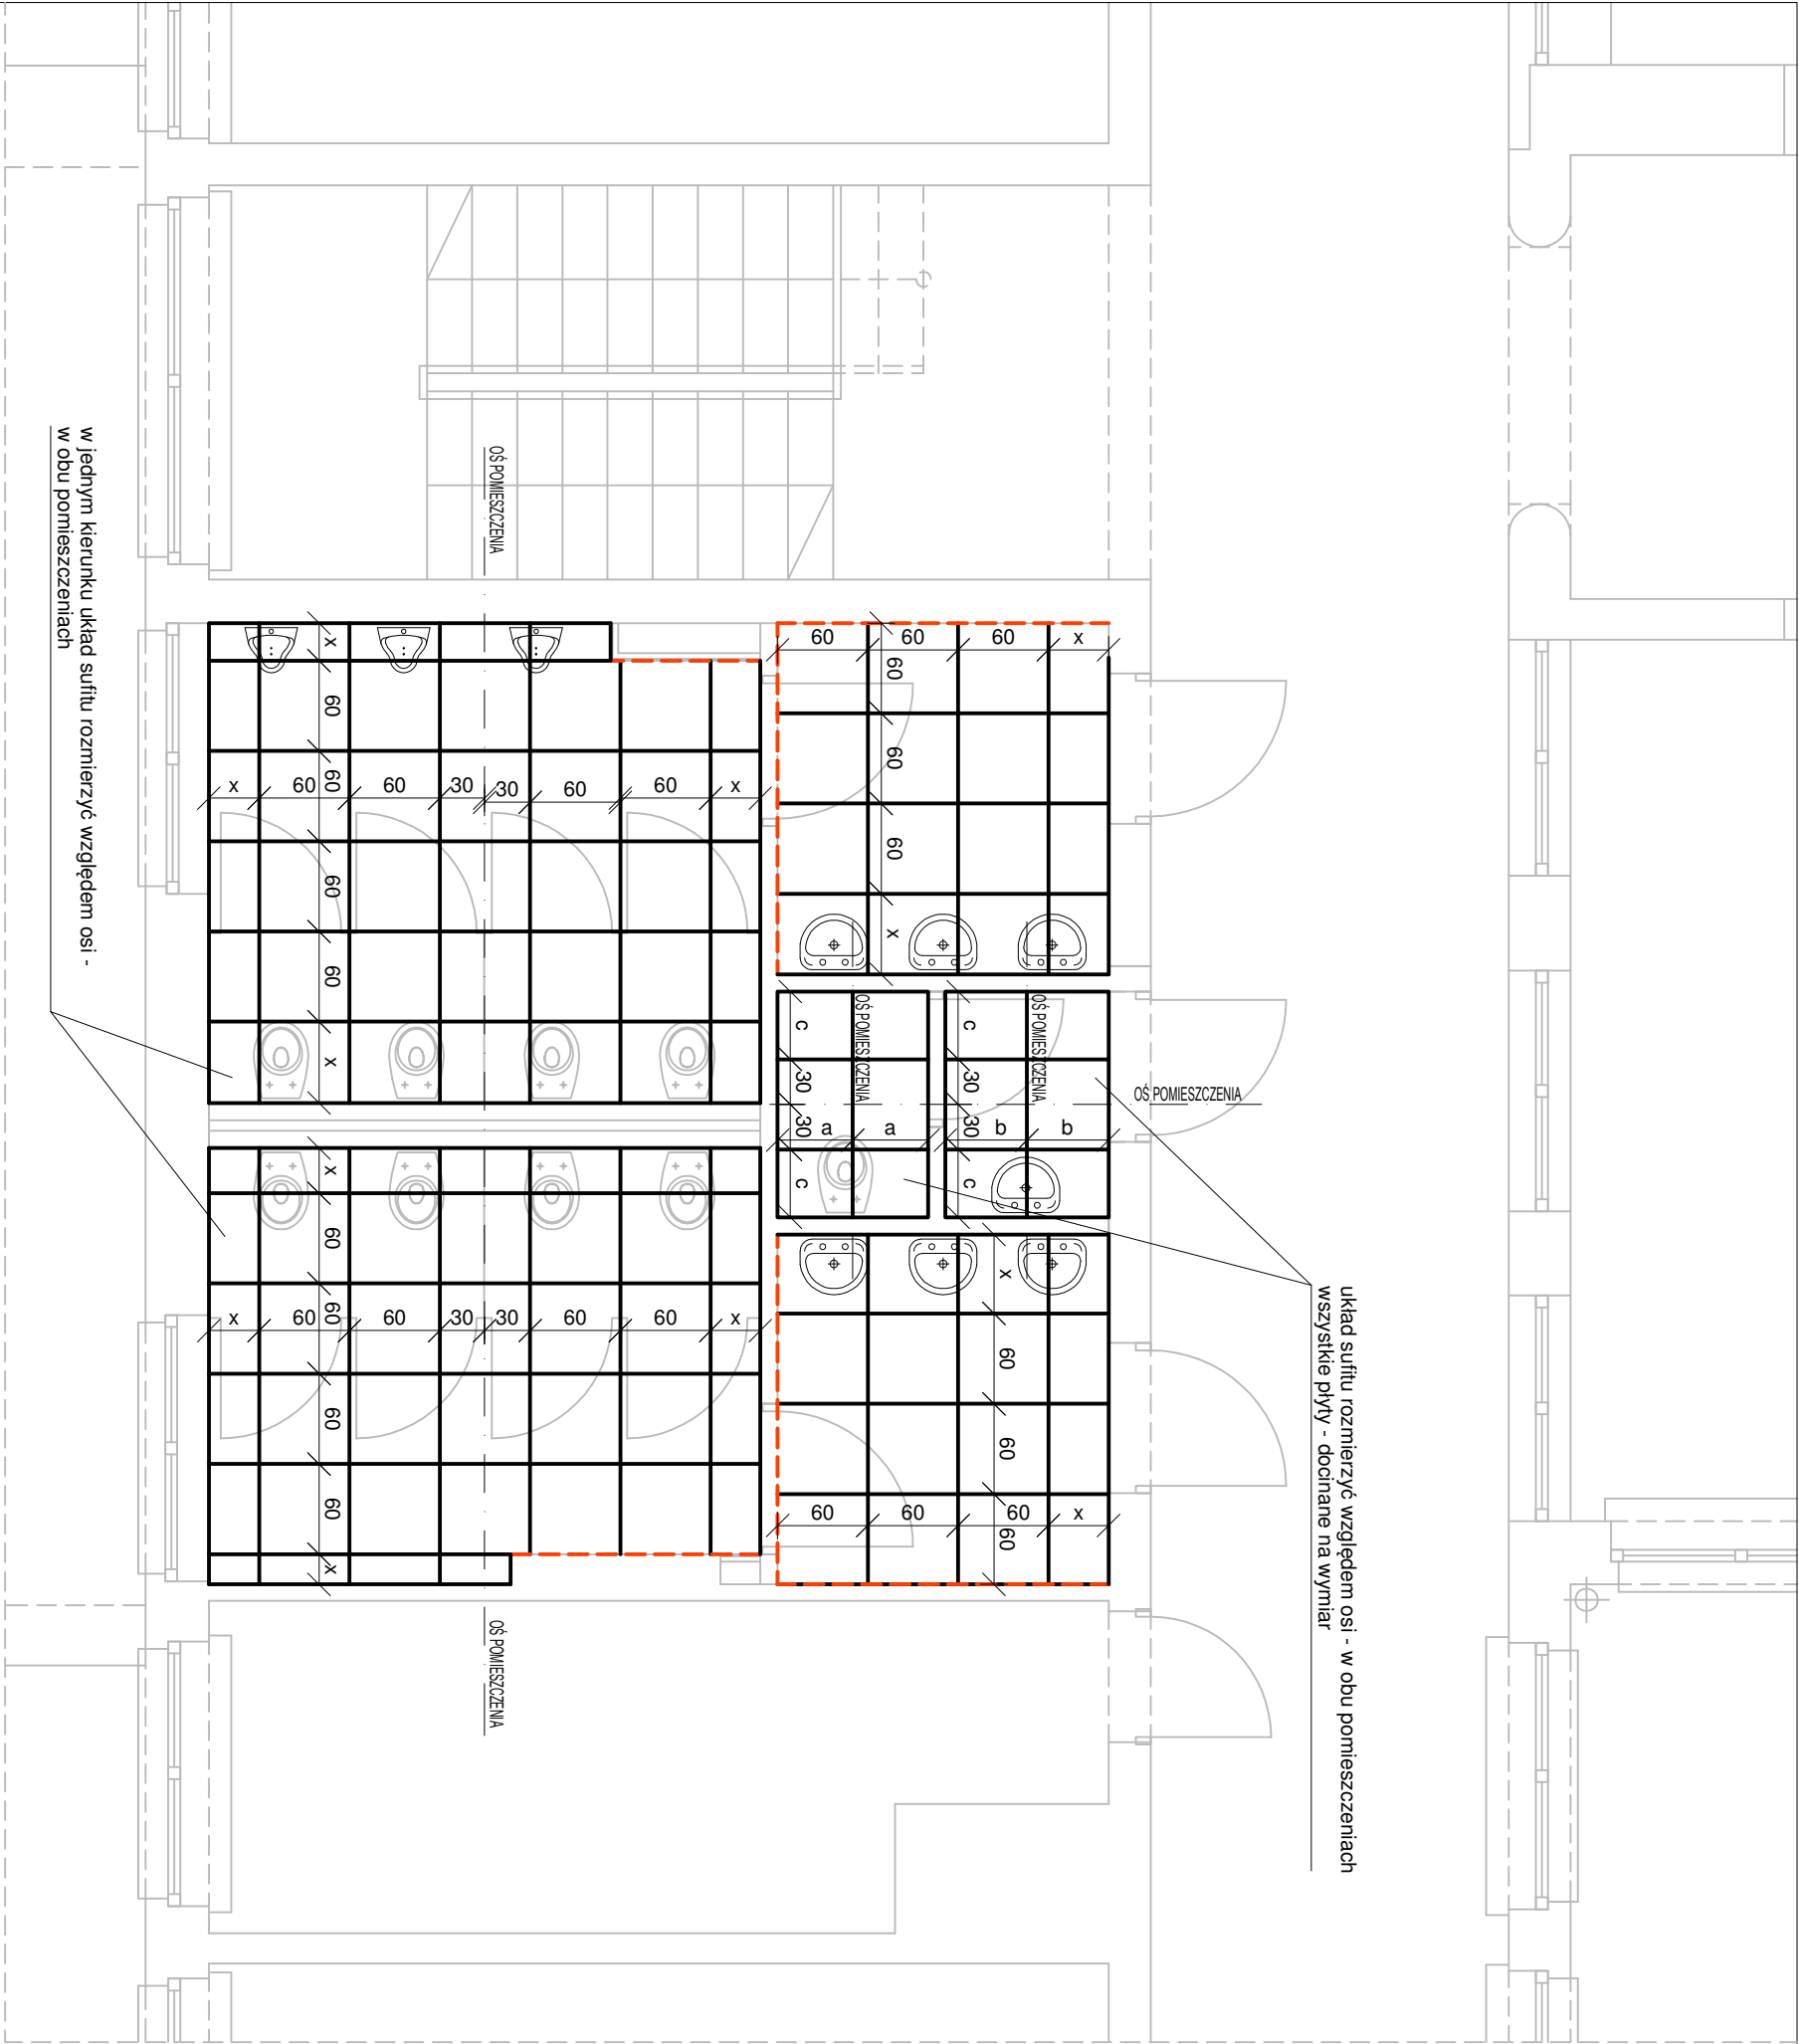 w jednym kierunku układ sufitu rozmierzyć względem osi -
w obu pomieszczeniach
układ sufitu rozmierzyć względem osi - w obu pomieszczeniach
wszystkie płyty - docinane na wymiar
OŚ POMIESZCZENIA
60 60 60 x
60
60
60
x
x
60
60
60
60
x
x 60 60 30 30 60 60 x
OŚ POMIESZCZENIA
OŚ POMIESZCZENIA
OŚ POMIESZCZENIA
c
30
30
c
a a
c
30
30
c
b b
x
60
60
60
60
x
x 60 60 30 30 60 60 x
x
60
60
60
60 60 60 x
OŚ POMIESZCZENIA